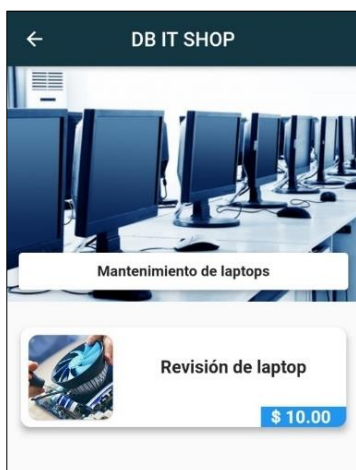 DB IT SHOP
Mantenimiento de laptops
Revisión de laptop
$ 10.00